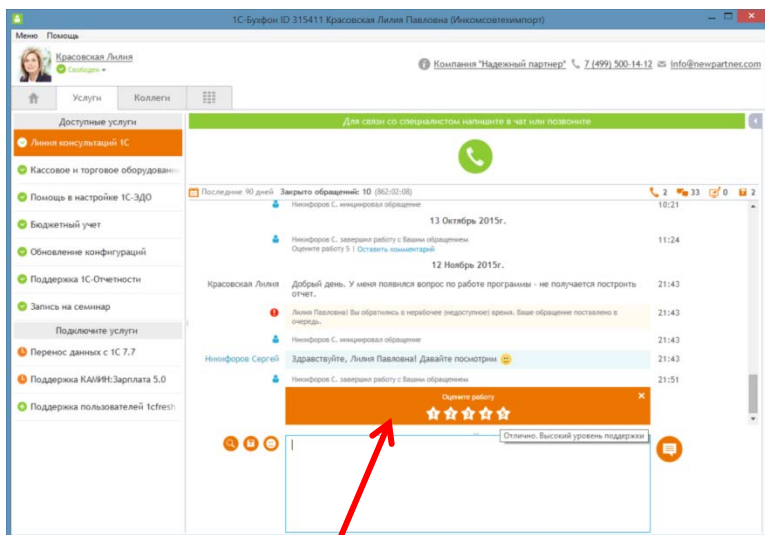 1С-Бухфон ID 315411 Красовская Лилия Павловна (Инкомсовтехимпорт)
Меню Помощь
Красовская Лилия
Свободен
Компания "Надежный партнер" 7 (499) 500-14-12 Info@newpartner.com
Услуги Коллеги
Доступные услуги
Для связи со специалистом напишите в чат или позвоните
Линия консультаций 1С
Кассовое и торговое оборудовани
Помощь в настройке 1С-ЭДО
Бюджетный учет
Обновление конфигураций
Поддержка 1С-Отчетности
Запись на семинар
Подключите услуги
Перенос данных с 1С 7.7
Поддержка КАМИН:Зарплата 5.0
Поддержка пользователей 1cfresh
Последние 90 дней Закрыто обращений: 10 (862:02:08) 2 33 0 2
Никифоров С. инициировал обращение 10:21
13 Октябрь 2015г.
Никифоров С. завершил работу с Вашим обращением 11:24
Оцените работу 5 | Оставить комментарий
12 Ноябрь 2015г.
Красовская Лилия Добрый день. У меня появился вопрос по работе программы - не получается построить 21:43
отчет.
Лилия Павловна! Вы обратились в нерабочее (недоступное) время. Ваше обращение поставлено в 21:43
очередь.
Никифоров С. инициировал обращение 21:43
Никифоров Сергей Здравствуйте, Лилия Павловна! Давайте посмотрим 21:43
Никифоров С. завершил работу с Вашим обращением 21:51
Оцените работу
1 2 3 4 5
Отлично. Высокий уровень поддержки